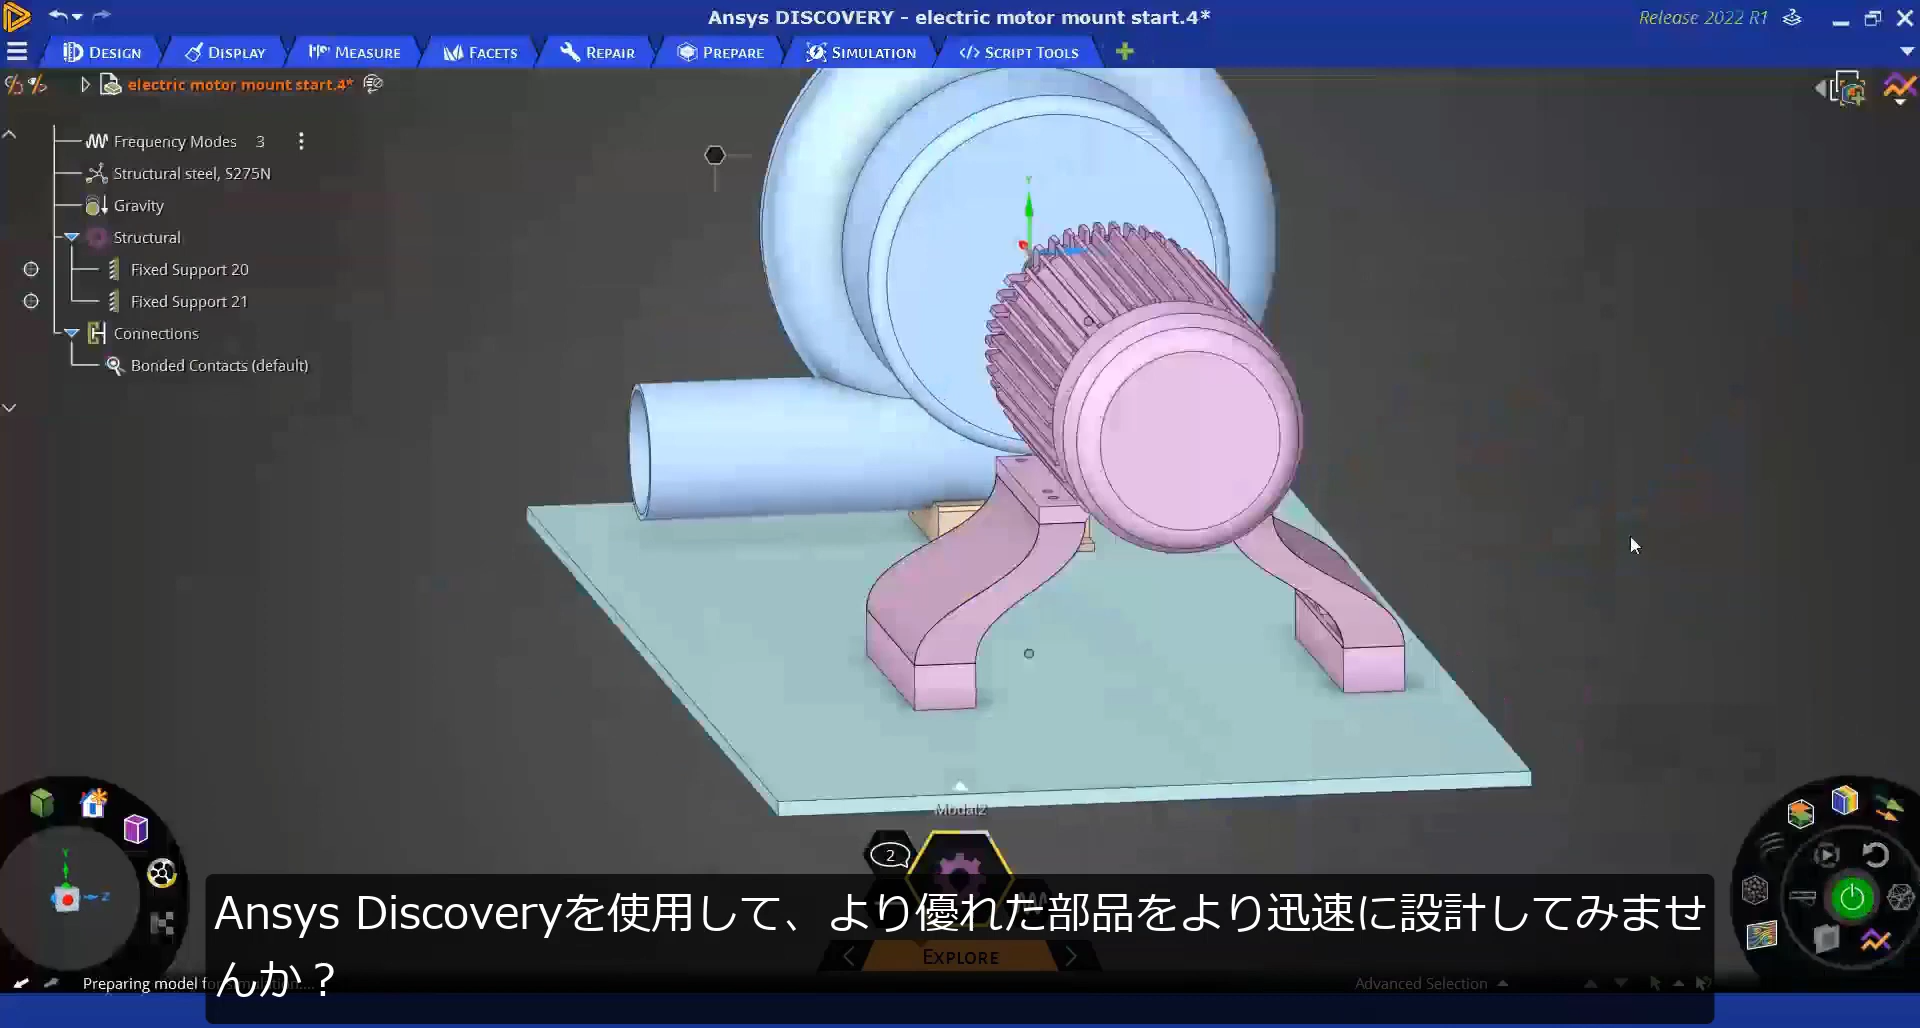 Ansys DISCOVERY - electric motor mount start.4*
Release 2022 R1
DESIGN
DISPLAY
MEASURE
FACETS
REPAIR
PREPARE
SIMULATION
SCRIPT TOOLS
electric motor mount start.4*
Frequency Modes 3
Structural steel, S275N
Gravity
Structural
Fixed Support 20
Fixed Support 21
Connections
Bonded Contacts (default)
Y
Modal2
2
Y
Z
Ansys Discoveryを使用して、より優れた部品をより迅速に設計してみませ
んか？
EXPLORE
Preparing model for simulation....
Advanced Selection